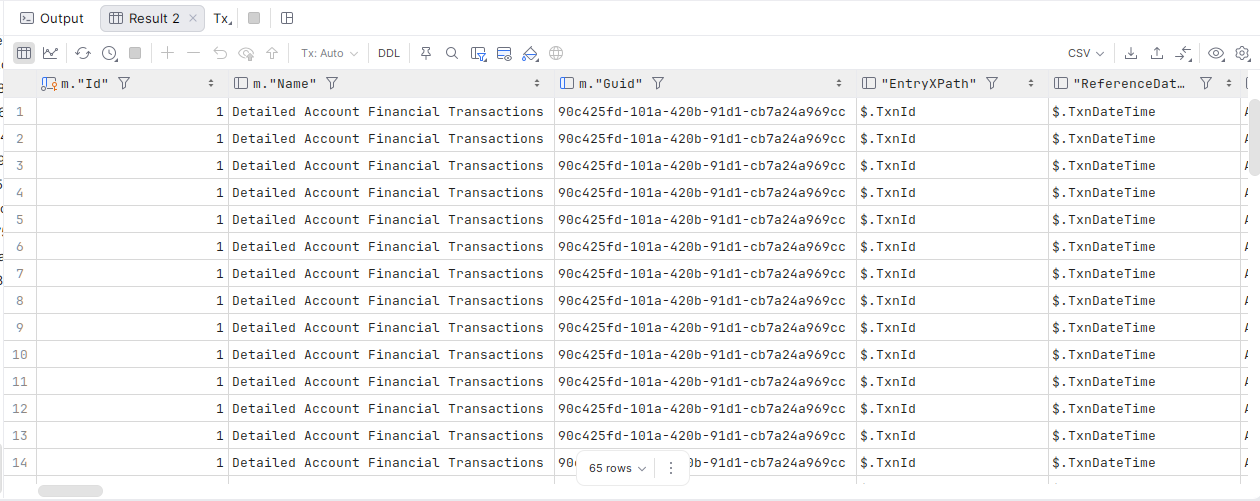 Output Result 2 × Tx
Tx: Auto DDL CSV
m."Id" m."Name" m."Guid" "EntryXPath" "ReferenceDat…
1 1 Detailed Account Financial Transactions 90c425fd-101a-420b-91d1-cb7a24a969cc $.TxnId $.TxnDateTime
2 1 Detailed Account Financial Transactions 90c425fd-101a-420b-91d1-cb7a24a969cc $.TxnId $.TxnDateTime
3 1 Detailed Account Financial Transactions 90c425fd-101a-420b-91d1-cb7a24a969cc $.TxnId $.TxnDateTime
4 1 Detailed Account Financial Transactions 90c425fd-101a-420b-91d1-cb7a24a969cc $.TxnId $.TxnDateTime
5 1 Detailed Account Financial Transactions 90c425fd-101a-420b-91d1-cb7a24a969cc $.TxnId $.TxnDateTime
6 1 Detailed Account Financial Transactions 90c425fd-101a-420b-91d1-cb7a24a969cc $.TxnId $.TxnDateTime
7 1 Detailed Account Financial Transactions 90c425fd-101a-420b-91d1-cb7a24a969cc $.TxnId $.TxnDateTime
8 1 Detailed Account Financial Transactions 90c425fd-101a-420b-91d1-cb7a24a969cc $.TxnId $.TxnDateTime
9 1 Detailed Account Financial Transactions 90c425fd-101a-420b-91d1-cb7a24a969cc $.TxnId $.TxnDateTime
10 1 Detailed Account Financial Transactions 90c425fd-101a-420b-91d1-cb7a24a969cc $.TxnId $.TxnDateTime
11 1 Detailed Account Financial Transactions 90c425fd-101a-420b-91d1-cb7a24a969cc $.TxnId $.TxnDateTime
12 1 Detailed Account Financial Transactions 90c425fd-101a-420b-91d1-cb7a24a969cc $.TxnId $.TxnDateTime
13 1 Detailed Account Financial Transactions 90c425fd-101a-420b-91d1-cb7a24a969cc $.TxnId $.TxnDateTime
14 1 Detailed Account Financial Transactions $.TxnId $.TxnDateTime
65 rows